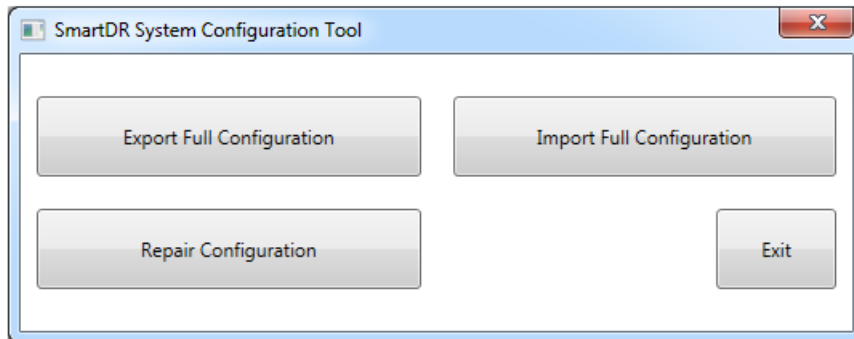 SmartDR System Configuration Tool
Export Full Configuration
Import Full Configuration
Repair Configuration
Exit